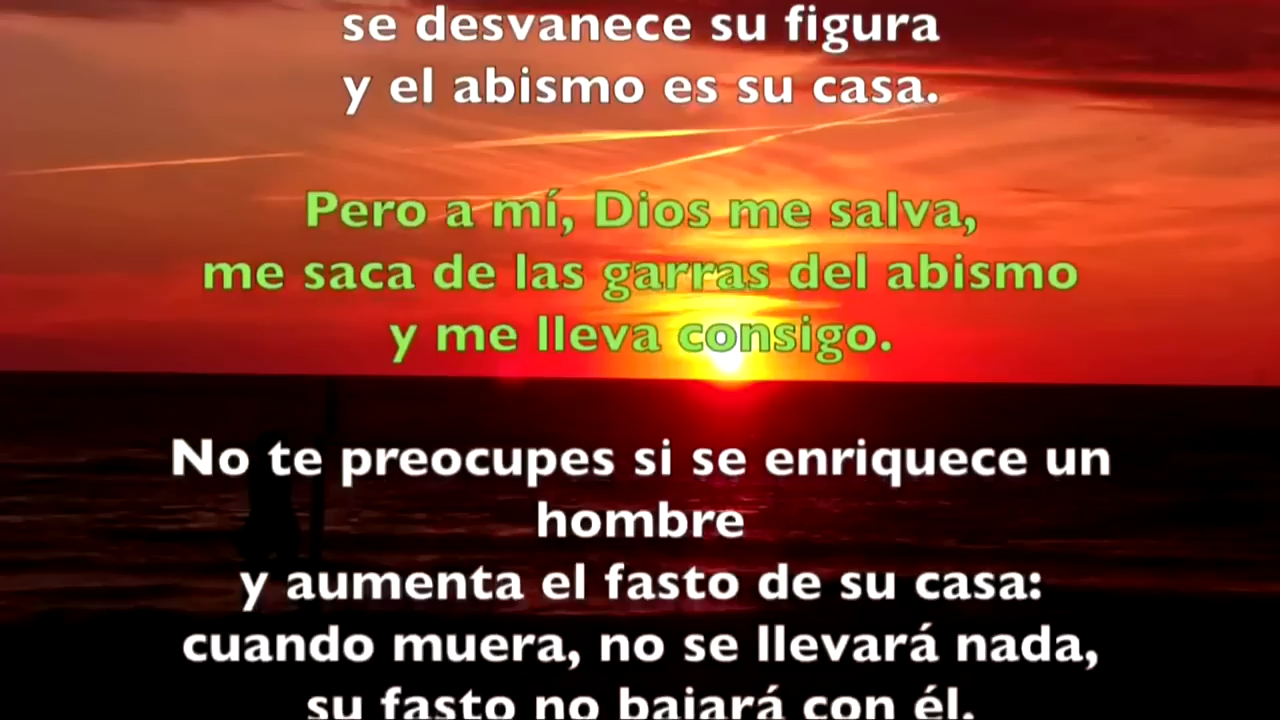 se desvanece su figura
y el abismo es su casa.
Pero a mí, Dios me salva,
me saca de las garras del abismo
y me lleva consigo.
No te preocupes si se enriquece un
hombre
y aumenta el fasto de su casa:
cuando muera, no se llevará nada,
su fasto no bajará con él.